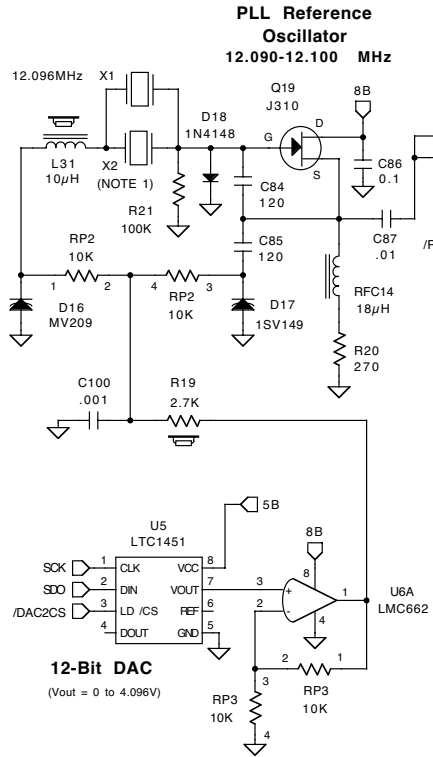 PLL Reference
Oscillator
12.090-12.100 MHz
12.096MHz
X1
Q19
J310
8B
D18
1N4148
G
D
S
L31
10µH
X2
(NOTE 1)
C86
0.1
R21
100K
C84
120
C87
.01
/F
RP2
10K
1
2
C85
120
4
3
RP2
10K
RFC14
18µH
D16
MV209
D17
1SV149
R20
270
C100
.001
R19
2.7K
5B
U5
LTC1451
8B
SCK
1
CLK
VCC
8
SDO
2
DIN
VOUT
7
/DAC2CS
3
LD /CS
REF
6
4
DOUT
GND
5
3
+
2
-
8
4
1
U6A
LMC662
12-Bit DAC
(Vout = 0 to 4.096V)
2
1
RP3
10K
3
RP3
10K
4